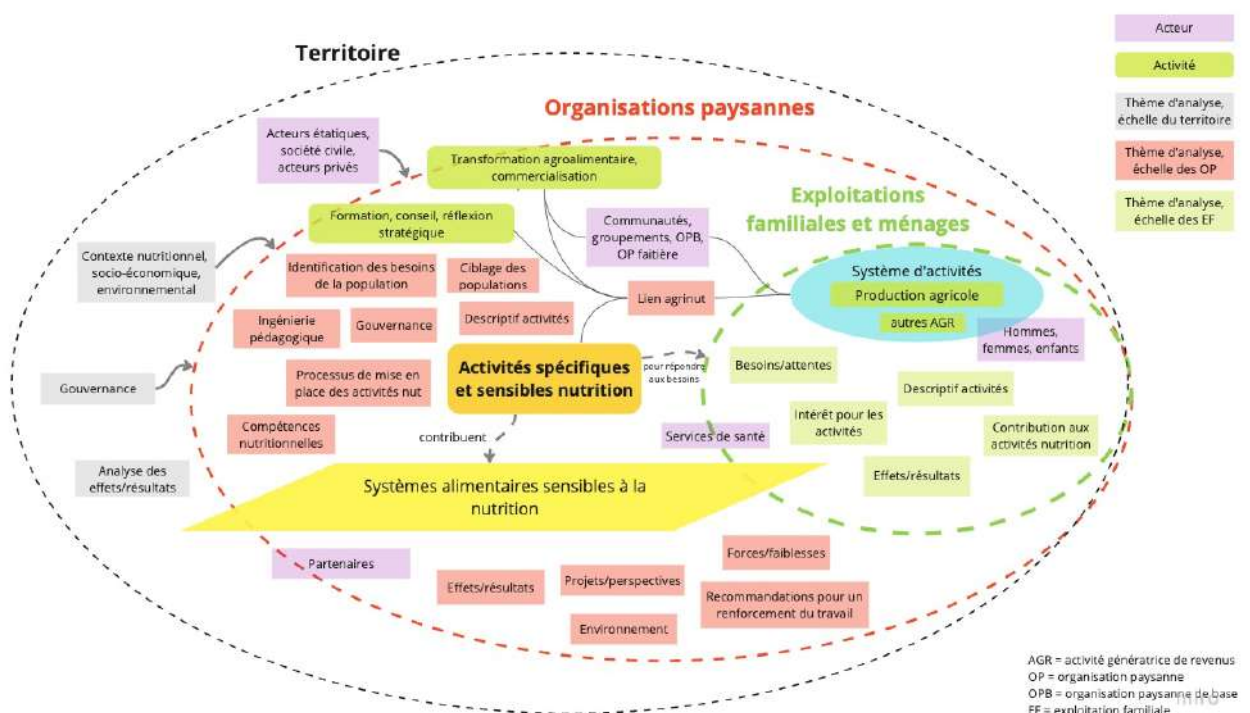 Territoire
Organisations paysannes
Exploitations
familiales et ménages
Acteur
Activité
Thème d'analyse,
échelle du territoire
Thème d'analyse,
échelle des OP
Thème d'analyse
échelle des EF
Acteurs étatiques,
société civile,
acteurs privés
Transformation agroalimentaire,
commercialisation
Formation, conseil, réflexion
stratégique
Communautés,
groupements, OPB,
OP faitière
Contexte nutritionnel,
socio-économique,
environnemental
Identification des besoins
de la population
Ciblage des
populations
Lien agrinut
Système d'activités
Production agricole
autres AGR
Hommes,
femmes, enfants
Ingénierie
pédagogique
Gouvernance
Descriptif activités
Activités spécifiques
et sensibles nutrition
pour répondre
aux besoins
Besoins/attentes
Descriptif activités
Gouvernance
Processus de mise en
place des activités nut
Compétences
nutritionnelles
contribuent
Services de santé
Intérêt pour les
activités
Contribution aux
activités nutrition
Effets/résultats
Analyse des
effets/résultats
Systèmes alimentaires sensibles à la
nutrition
Partenaires
Effets/résultats
Projets/perspectives
Forces/faiblesses
Recommandations pour un
renforcement du travail
Environnement
AGR = activité génératrice de revenus
OP = organisation paysanne
OPB = organisation paysanne de base
EF = exploitation familiale
miro